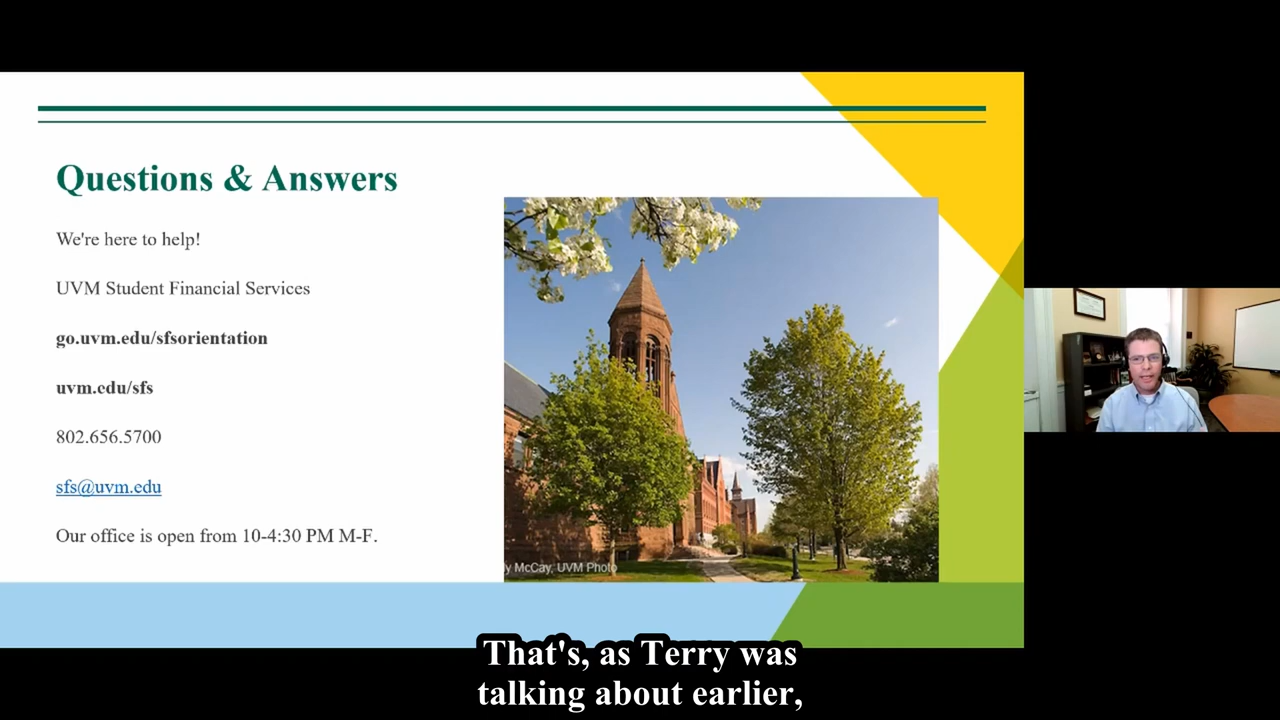 Questions & Answers
We're here to help!
UVM Student Financial Services
go.uvm.edu/sfsorientation
uvm.edu/sfs
802.656.5700
sfs@uvm.edu
Our office is open from 10-4:30 PM M-F.
y McCay, UVM Photo
That's, as Terry was
talking about earlier,